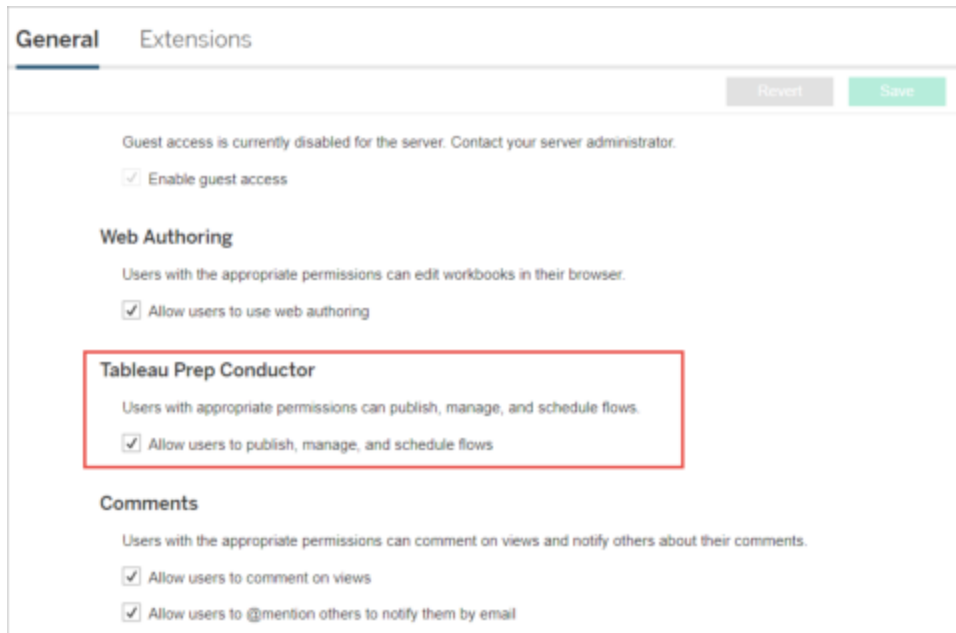 General Extensions
Revert Save
Guest access is currently disabled for the server. Contact your server administrator.
Enable guest access
Web Authoring
Users with the appropriate permissions can edit workbooks in their browser.
Allow users to use web authoring
Tableau Prep Conductor
Users with appropriate permissions can publish, manage, and schedule flows.
Allow users to publish, manage, and schedule flows
Comments
Users with the appropriate permissions can comment on views and notify others about their comments.
Allow users to comment on views
Allow users to @mention others to notify them by email